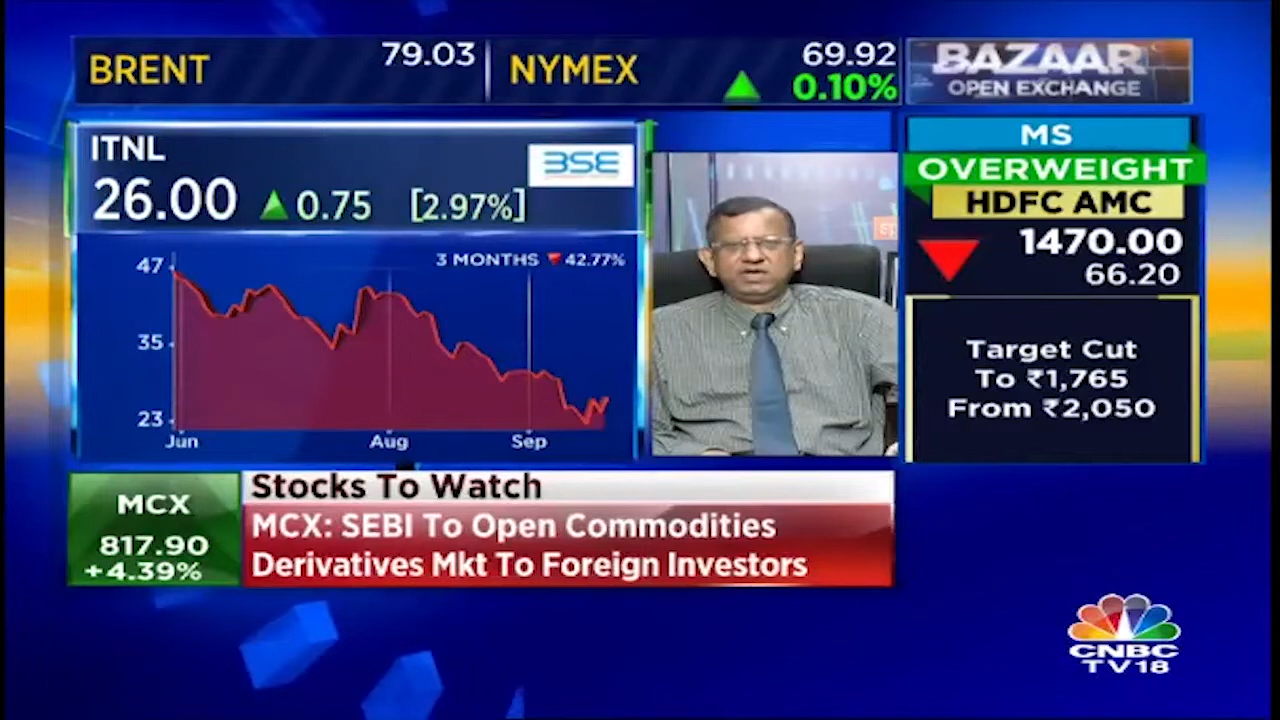 BRENT
79.03
NYMEX
69.92
0.10%
BAZAAR
OPEN EXCHANGE
ITNL
26.00
0.75
[2.97%]
BSE
3 MONTHS
42.77%
47
35
23
Jun
Aug
Sep
MS
OVERWEIGHT
HDFC AMC
1470.00
66.20
Target Cut
To ₹1,765
From ₹2,050
MCX
817.90
+4.39%
Stocks To Watch
MCX: SEBI To Open Commodities
Derivatives Mkt To Foreign Investors
CNBC
TV18